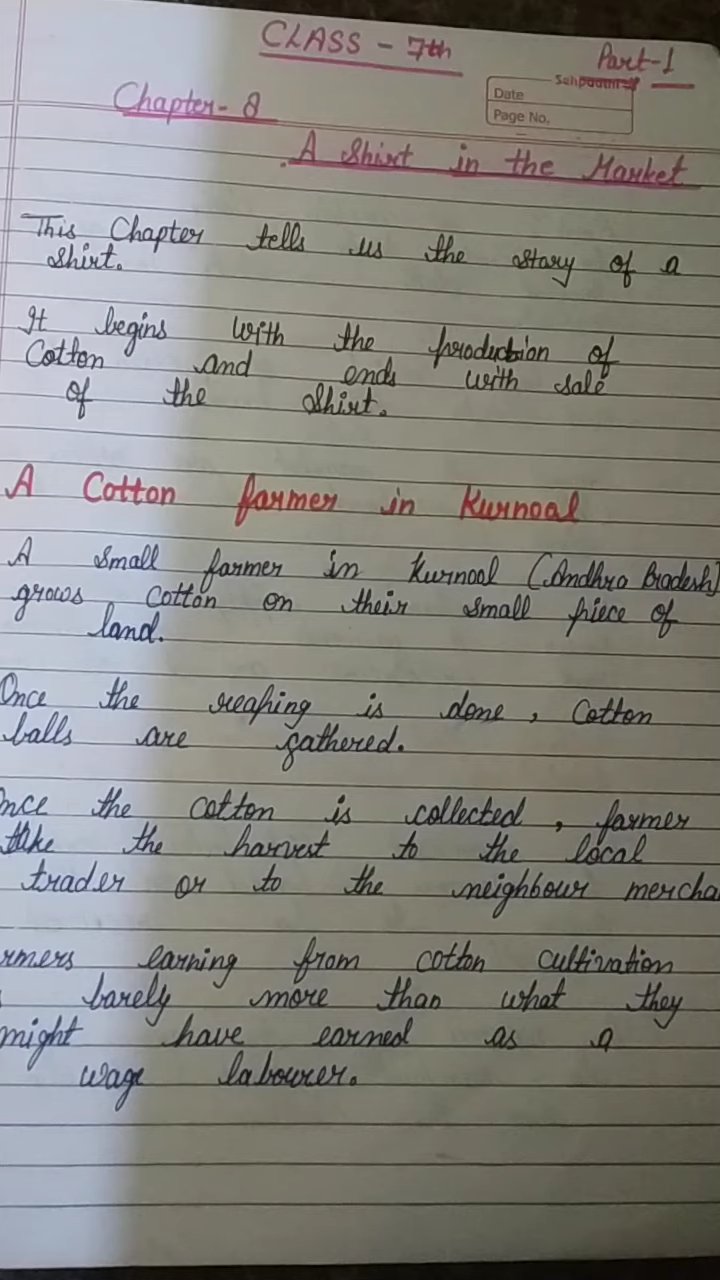 CLASS - 7th
Part-1
Date
Page No.
Chapter- 8
A Shirt in the Market
This Chapter tells us the story of a
shirt.
It begins with the production of
Cotton and ends with sale
of the Shirt.
A Cotton farmer in Kurnoal
A small farmer in Kurnool (Andhra Pradesh)
grows cotton on their small piece of
land.
Once the reaping is done, Cotton
balls are gathered.
nce the cotton is collected, farmer
take the harvest to the local
trader or to the neighbour mercha
rmers earning from cotton cultivation
barely more than what they
might have earned as a
wage labourer.